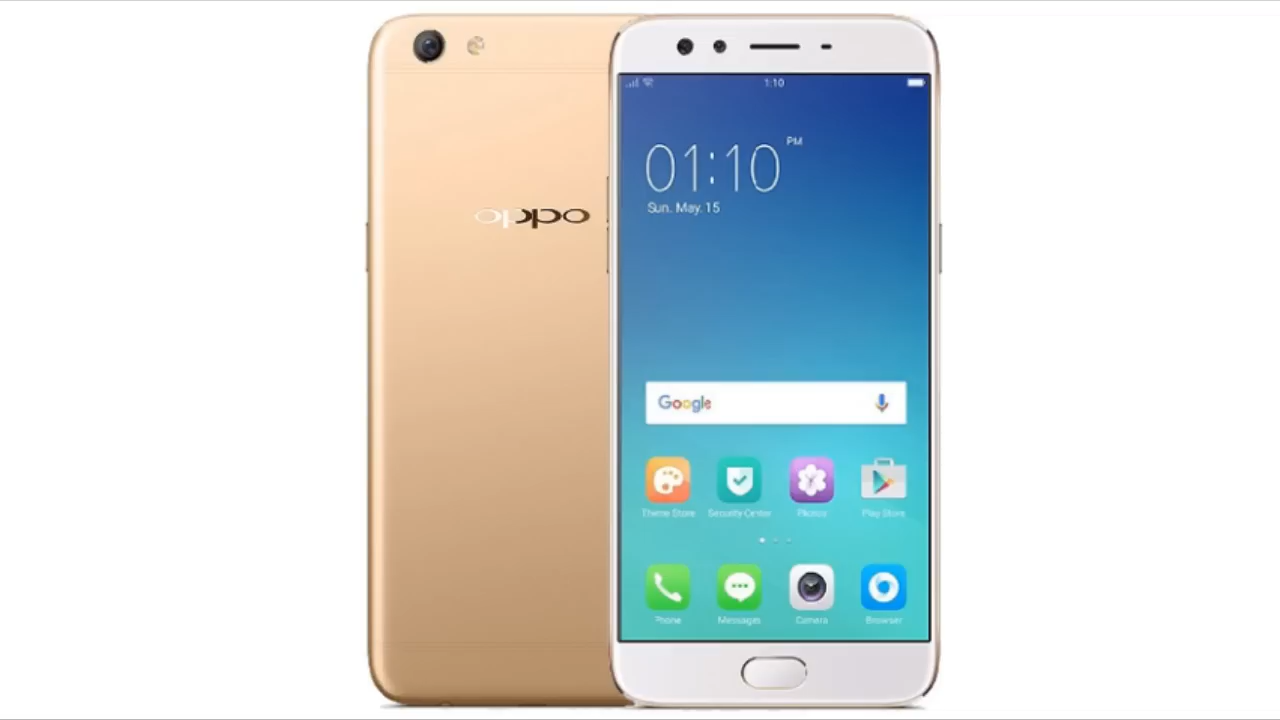 oppo
1:10
01:10 PM
Sun. May. 15
Google
Theme Store
Security Center
Photos
Play Store
Phone
Messages
Camera
Browser